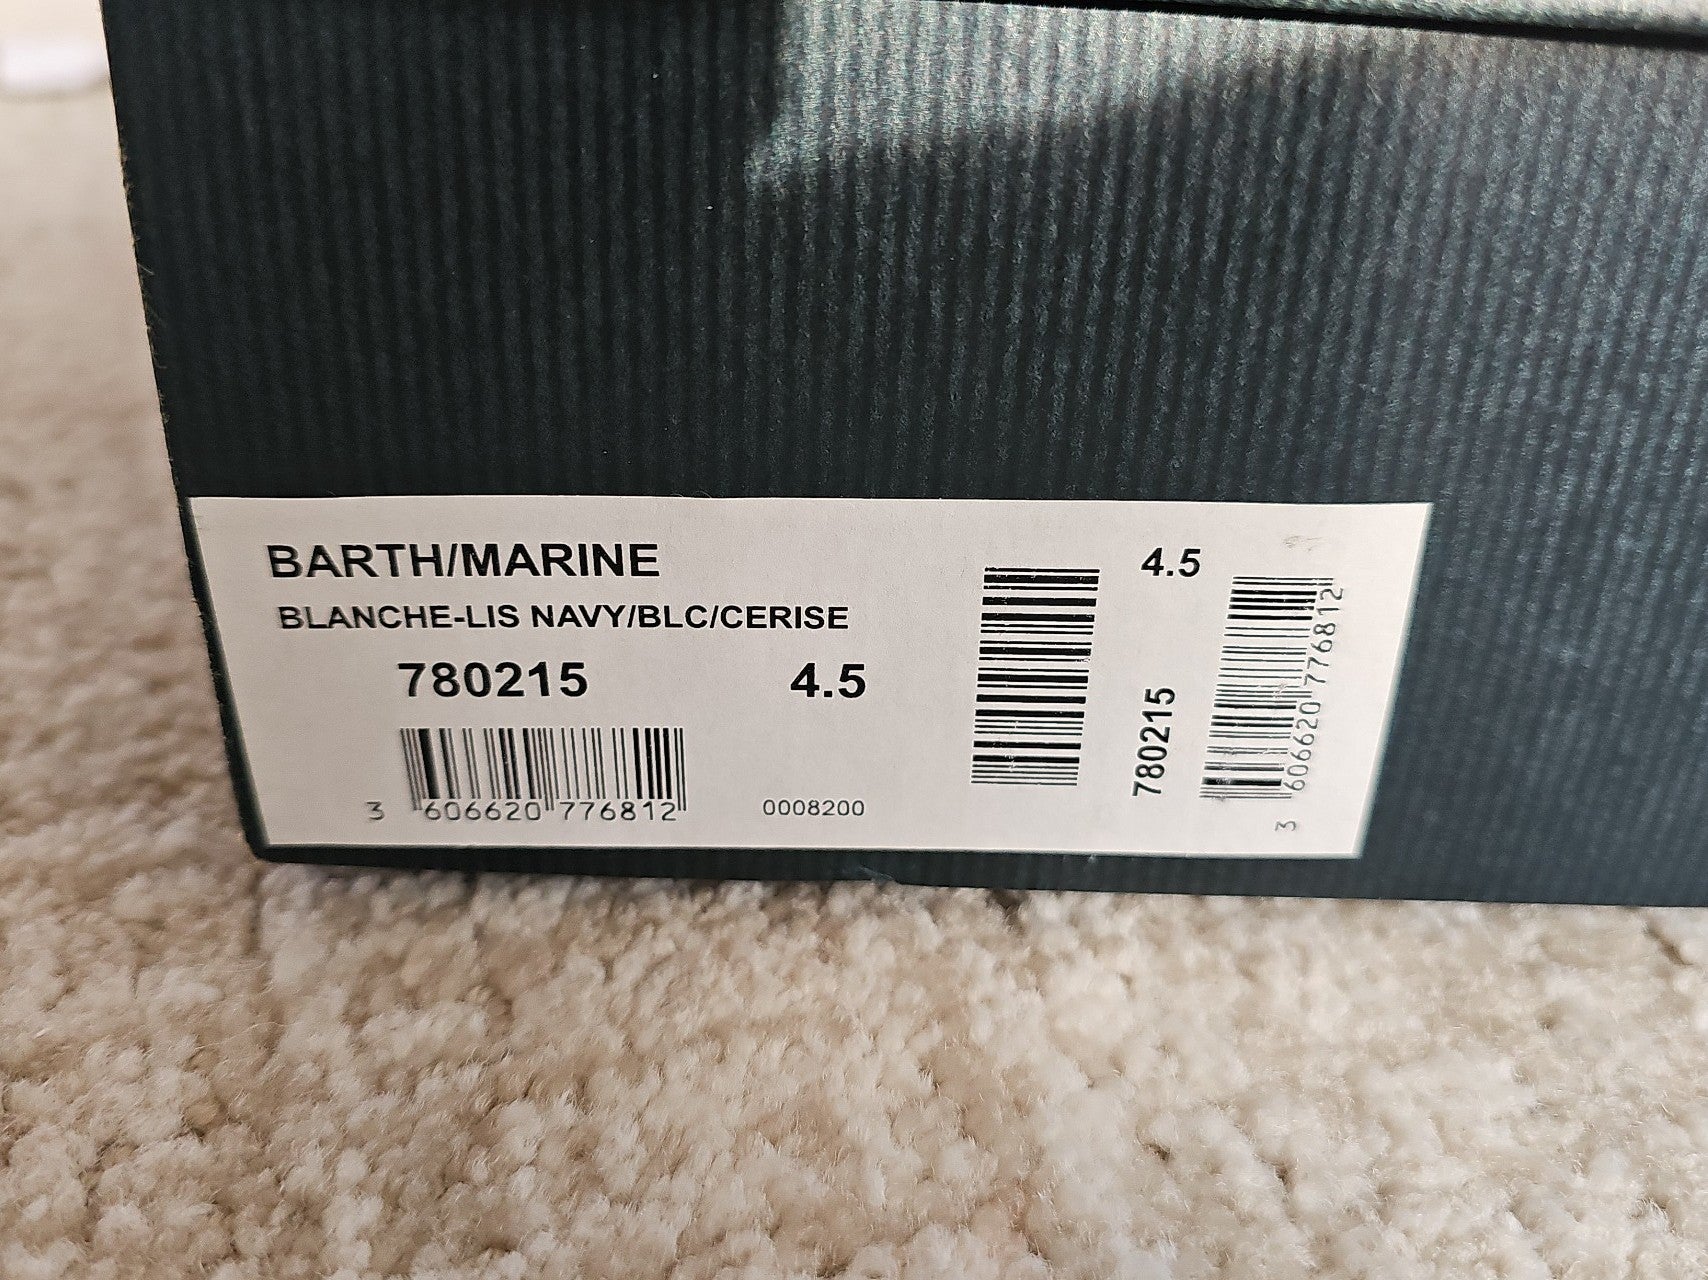 BARTH/MARINE
BLANCHE-LIS NAVY/BLC/CERISE
780215 4.5
3 606620 776812
0008200
4.5
780215
3 606620 776812